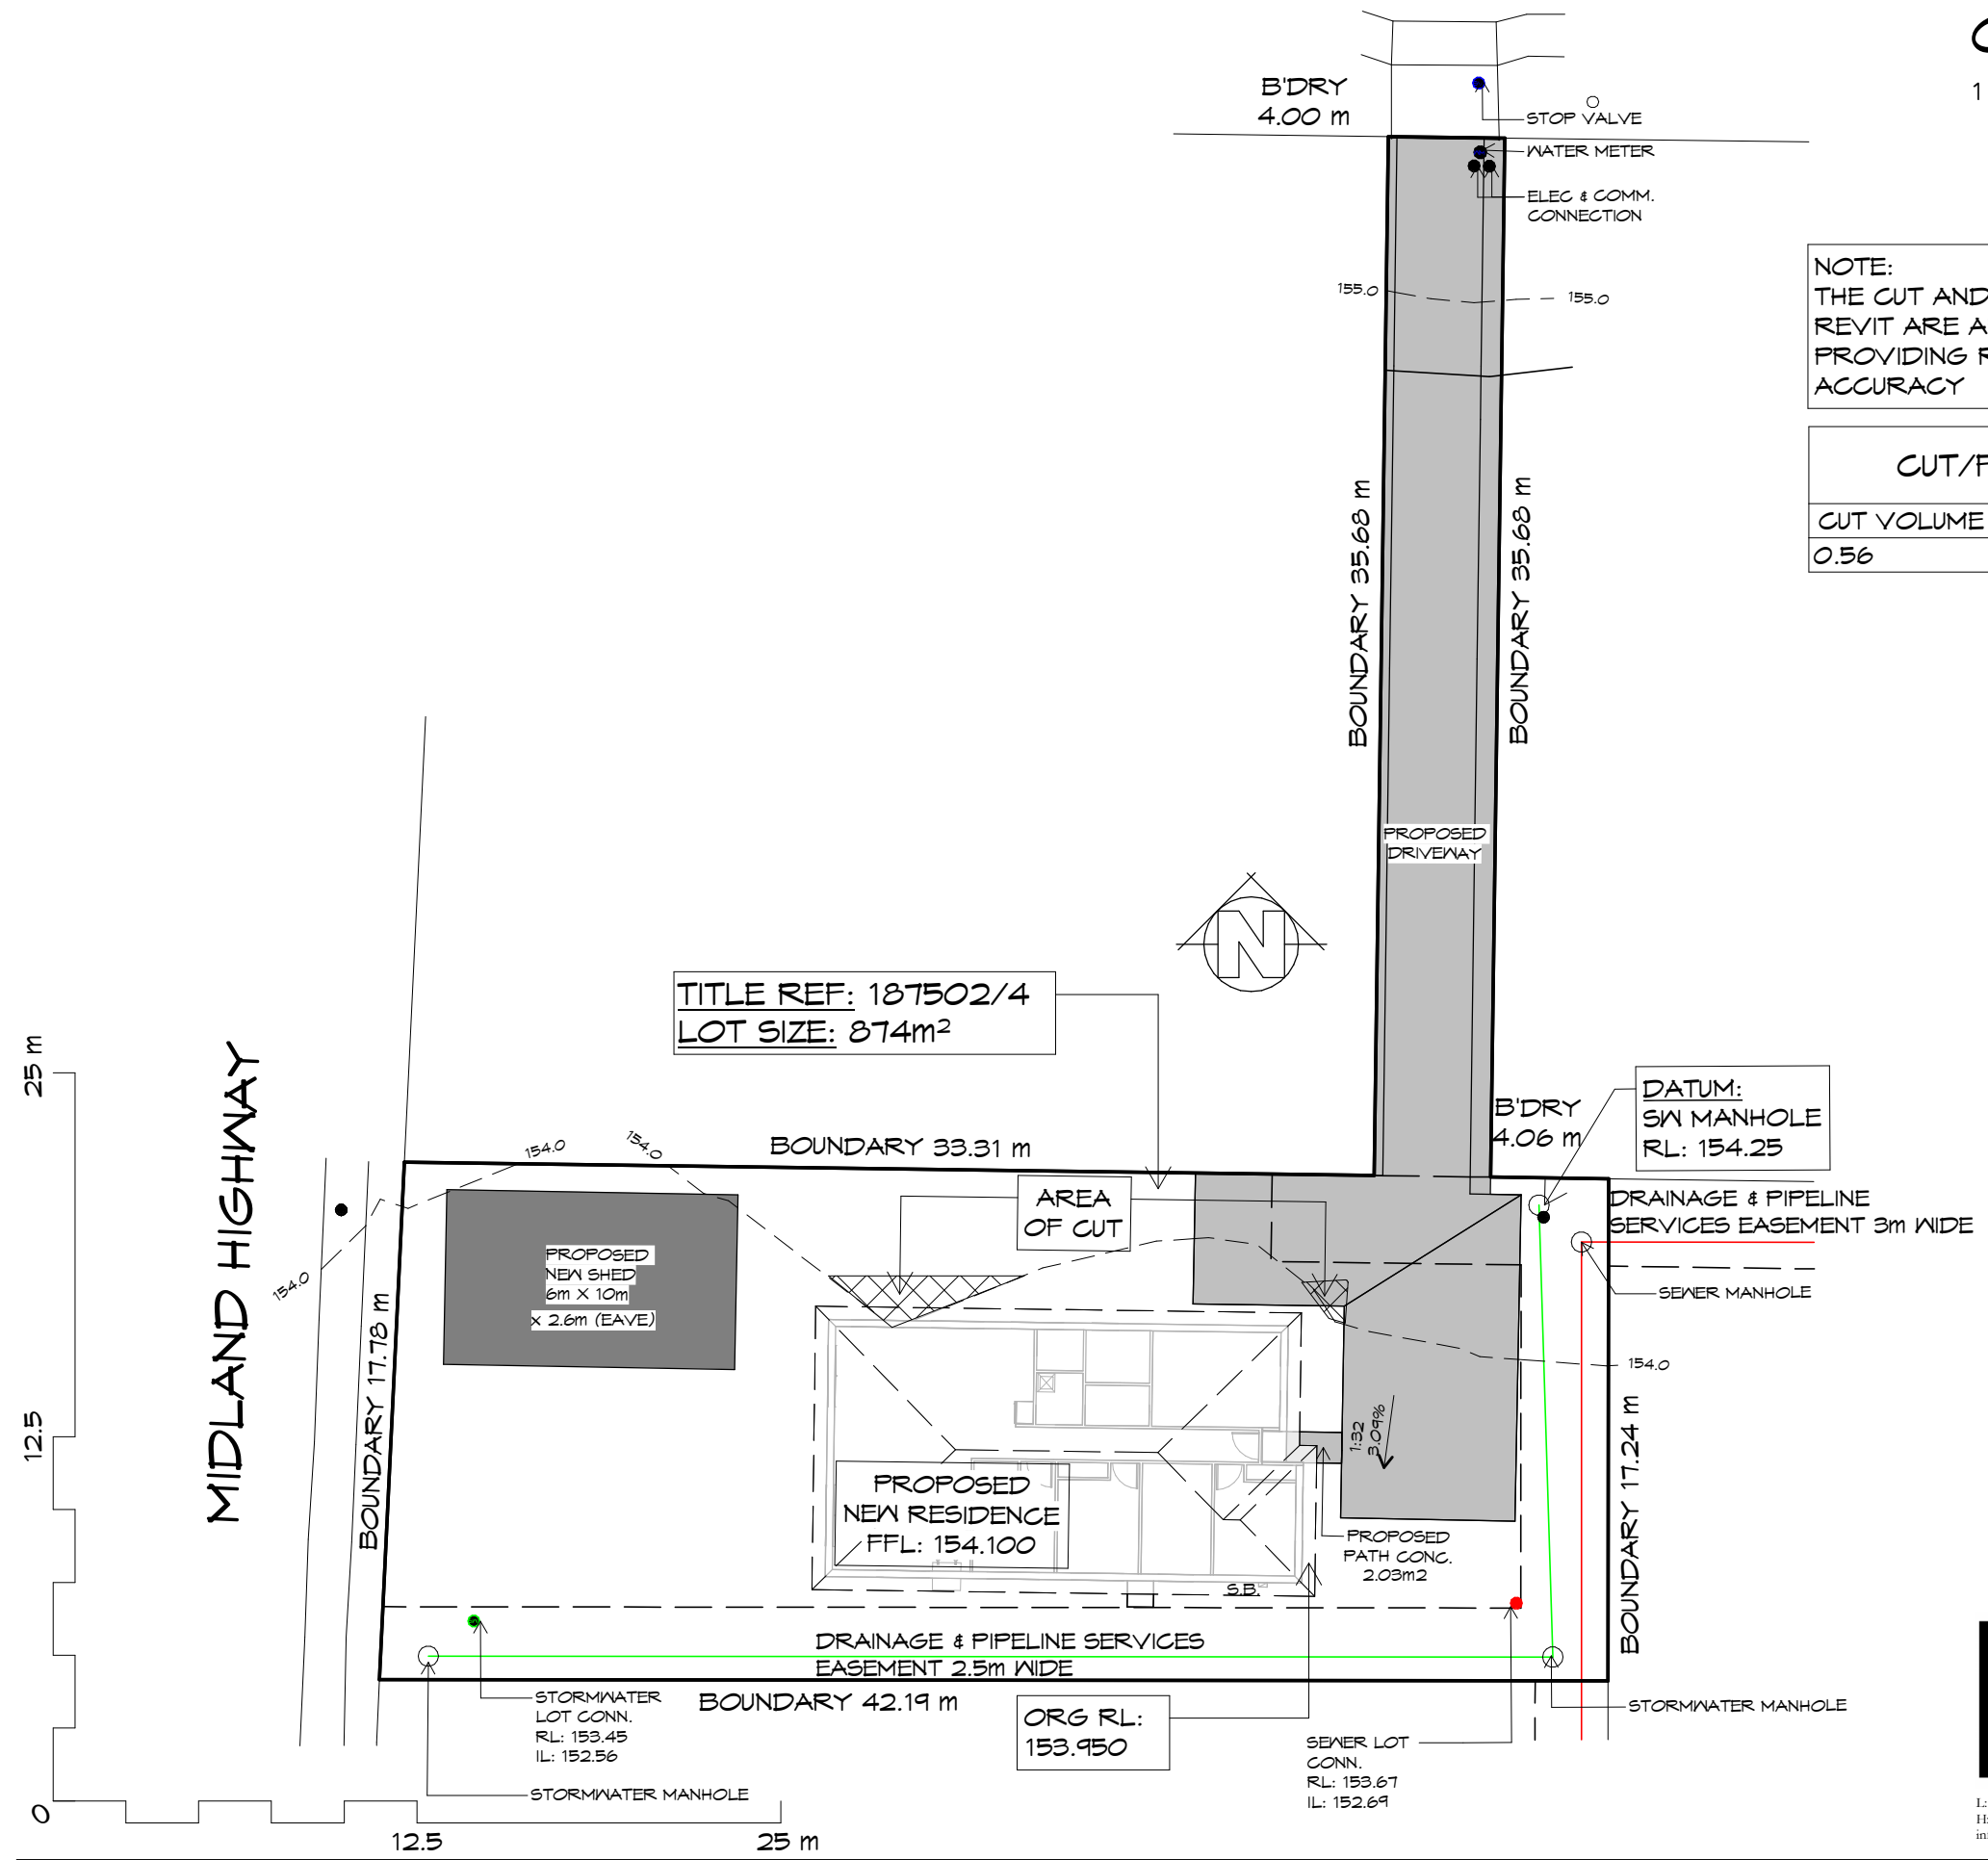 B'DRY
4.00 m
STOP VALVE
WATER METER
ELEC & COMM.
CONNECTION
155.0
155.0
NOTE:
THE CUT AND
REVIT ARE A
PROVIDING R
ACCURACY
CUT/F
CUT VOLUME
0.56
BOUNDARY 35.68 m
BOUNDARY 35.68 m
PROPOSED
DRIVEWAY
N
TITLE REF: 187502/4
LOT SIZE: 874m²
25 m
12.5
0
12.5
25 m
MIDLAND HIGHWAY
154.0
154.0
154.0
BOUNDARY 33.31 m
B'DRY
4.06 m
DATUM:
SW MANHOLE
RL: 154.25
AREA
OF CUT
DRAINAGE & PIPELINE
SERVICES EASEMENT 3m WIDE
SEWER MANHOLE
PROPOSED
NEW SHED
6m X 10m
x 2.6m (EAVE)
BOUNDARY 17.78 m
154.0
1:32
3.09%
BOUNDARY 17.24 m
PROPOSED
NEW RESIDENCE
FFL: 154.100
PROPOSED
PATH CONC.
2.03m2
S.B.
DRAINAGE & PIPELINE SERVICES
EASEMENT 2.5m WIDE
BOUNDARY 42.19 m
STORMWATER
LOT CONN.
RL: 153.45
IL: 152.56
STORMWATER MANHOLE
ORG RL:
153.950
SEWER LOT
CONN.
RL: 153.67
IL: 152.69
STORMWATER MANHOLE
1
L:
H:
in